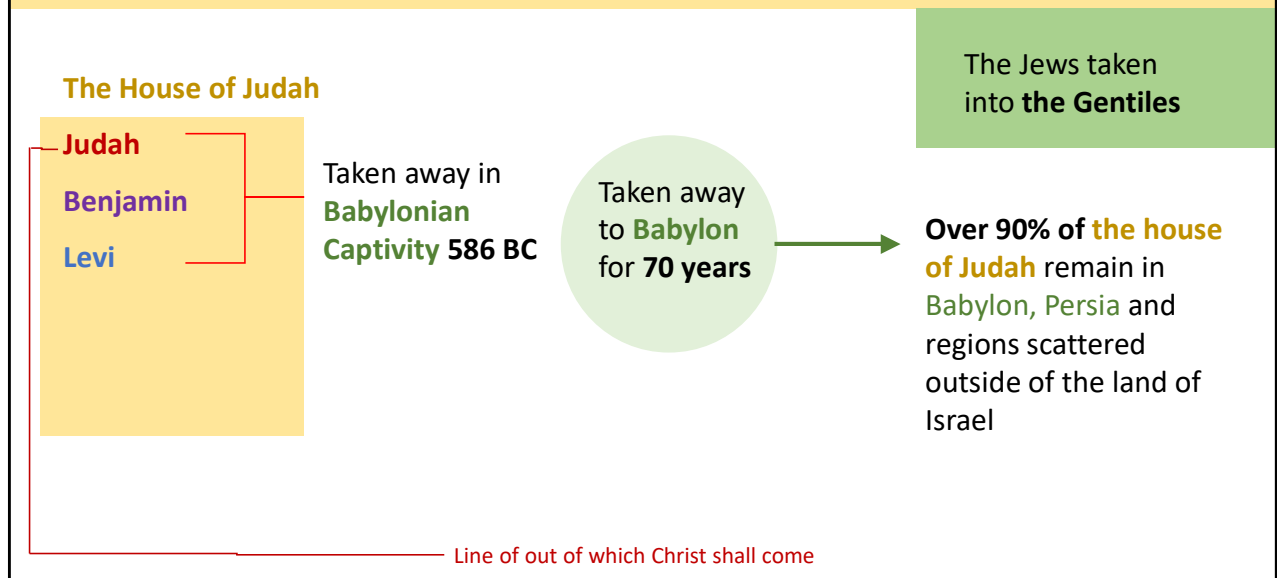 The House of Judah
Judah
Benjamin
Levi
Taken away in
Babylonian
Captivity 586 BC
Taken away
to Babylon
for 70 years
The Jews taken
into the Gentiles
Over 90% of the house
of Judah remain in
Babylon, Persia and
regions scattered
outside of the land of
Israel
Line of out of which Christ shall come